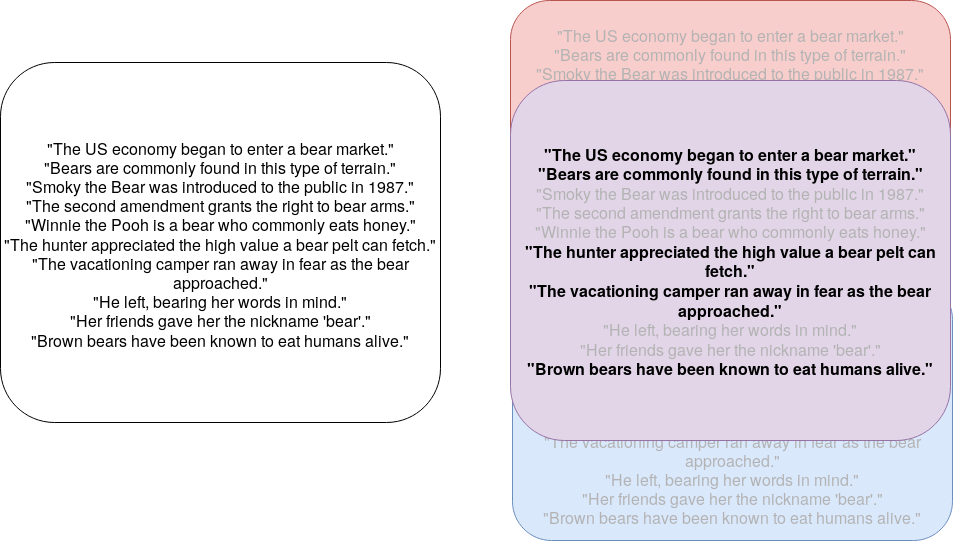 "The US economy began to enter a bear market."
"Bears are commonly found in this type of terrain."
"Smoky the Bear was introduced to the public in 1987."
"The second amendment grants the right to bear arms."
"Winnie the Pooh is a bear who commonly eats honey."
"The hunter appreciated the high value a bear pelt can fetch."
"The vacationing camper ran away in fear as the bear
approached."
"He left, bearing her words in mind."
"Her friends gave her the nickname 'bear'."
"Brown bears have been known to eat humans alive."
"The US economy began to enter a bear market."
"Bears are commonly found in this type of terrain."
"Smoky the Bear was introduced to the public in 1987."
"The US economy began to enter a bear market."
"Bears are commonly found in this type of terrain."
"Smoky the Bear was introduced to the public in 1987."
"The second amendment grants the right to bear arms."
"Winnie the Pooh is a bear who commonly eats honey."
"The hunter appreciated the high value a bear pelt can
fetch."
"The vacationing camper ran away in fear as the bear
approached."
"He left, bearing her words in mind."
"Her friends gave her the nickname 'bear'."
"Brown bears have been known to eat humans alive."
"The vacationing camper ran away in fear as the bear
approached."
"He left, bearing her words in mind."
"Her friends gave her the nickname 'bear'."
"Brown bears have been known to eat humans alive."